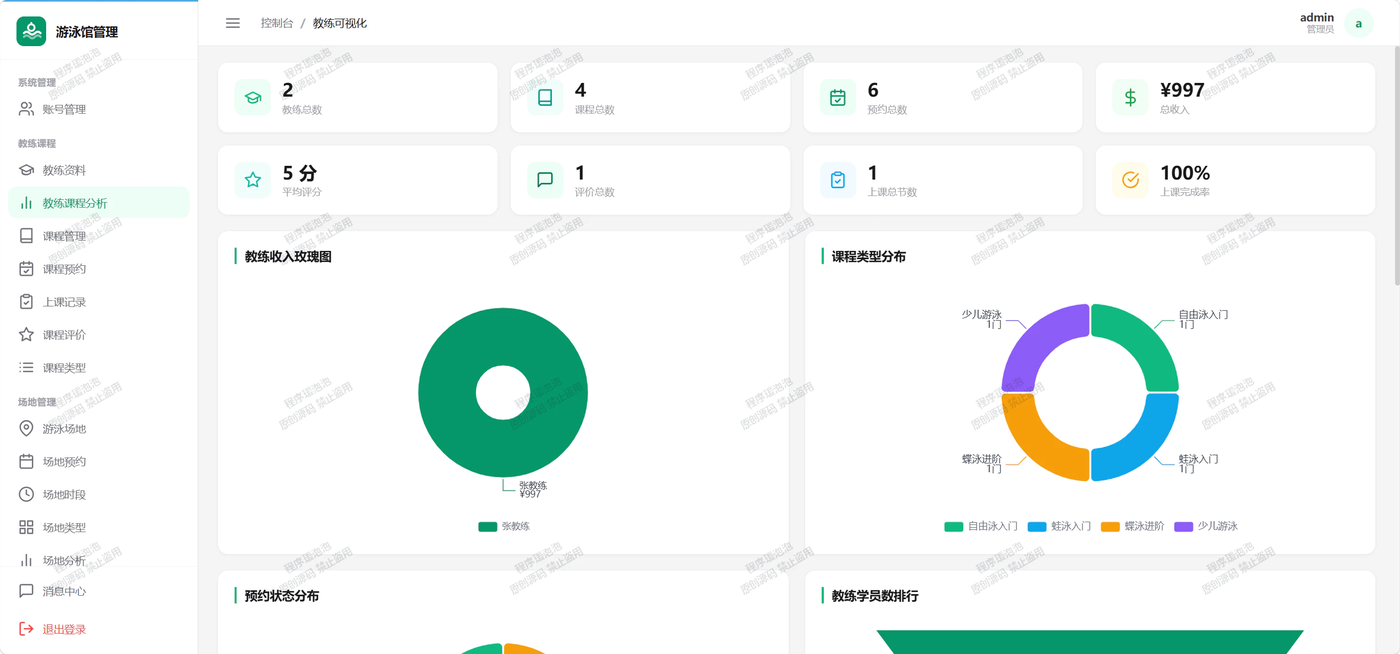 游泳馆管理
系统管理
账号管理
教练课程
教练资料
教练课程分析
课程管理
课程预约
上课记录
课程评价
课程类型
场地管理
游泳场地
场地预约
场地时段
场地类型
场地分析
消息中心
退出登录
控制台 / 教练可视化
admin
管理员
a
2
教练总数
4
课程总数
6
预约总数
¥997
总收入
5 分
平均评分
1
评价总数
1
上课总节数
100%
上课完成率
教练收入玫瑰图
张教练
¥997
张教练
课程类型分布
少儿游泳
1门
自由泳入门
1门
蝶泳进阶
1门
蛙泳入门
1门
自由泳入门 蛙泳入门 蝶泳进阶 少儿游泳
预约状态分布
教练学员数排行
原创源码 禁止盗用